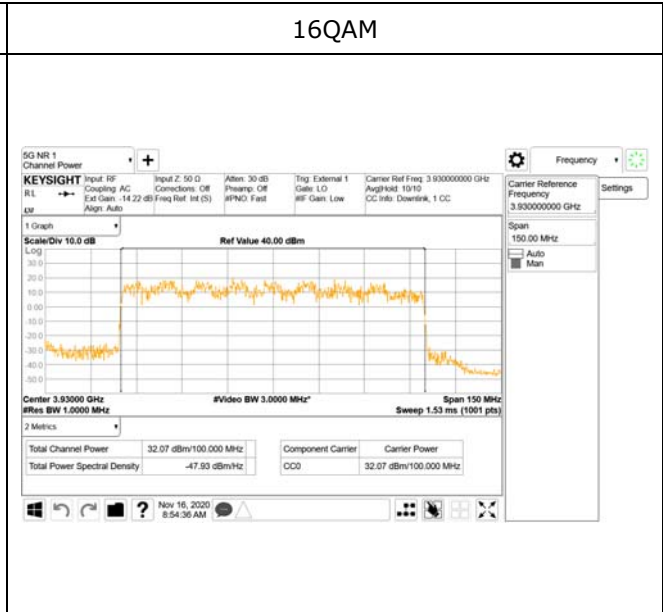 16QAM
5G NR 1
Channel Power
+
Frequency
KEYSIGHT
RL
Input: RF
Coupling: AC
Ext Gain: -14.22 dB
Align: Auto
Input Z: 50 Ω
Corrections: Off
Freq Ref: Int (S)
Atten: 30 dB
Preamp: Off
#PNO: Fast
Trig: External 1
Gate: LO
#IF Gain: Low
Carrier Ref Freq: 3.930000000 GHz
Avg|Hold: 10/10
CC Info: Downlink, 1 CC
Carrier Reference
Frequency
3.930000000 GHz
Settings
Span
150.00 MHz
Auto
Man
1 Graph
Scale/Div 10.0 dB
Ref Value 40.00 dBm
Log
30.0
20.0
10.0
0.00
-10.0
-20.0
-30.0
-40.0
-50.0
Center 3.93000 GHz
#Video BW 3.0000 MHz*
Span 150 MHz
#Res BW 1.0000 MHz
Sweep 1.53 ms (1001 pts)
2 Metrics
Total Channel Power 32.07 dBm/100.000 MHz
Total Power Spectral Density -47.93 dBm/Hz
Component Carrier Carrier Power
CC0 32.07 dBm/100.000 MHz
?
Nov 16, 2020
8:54:36 AM